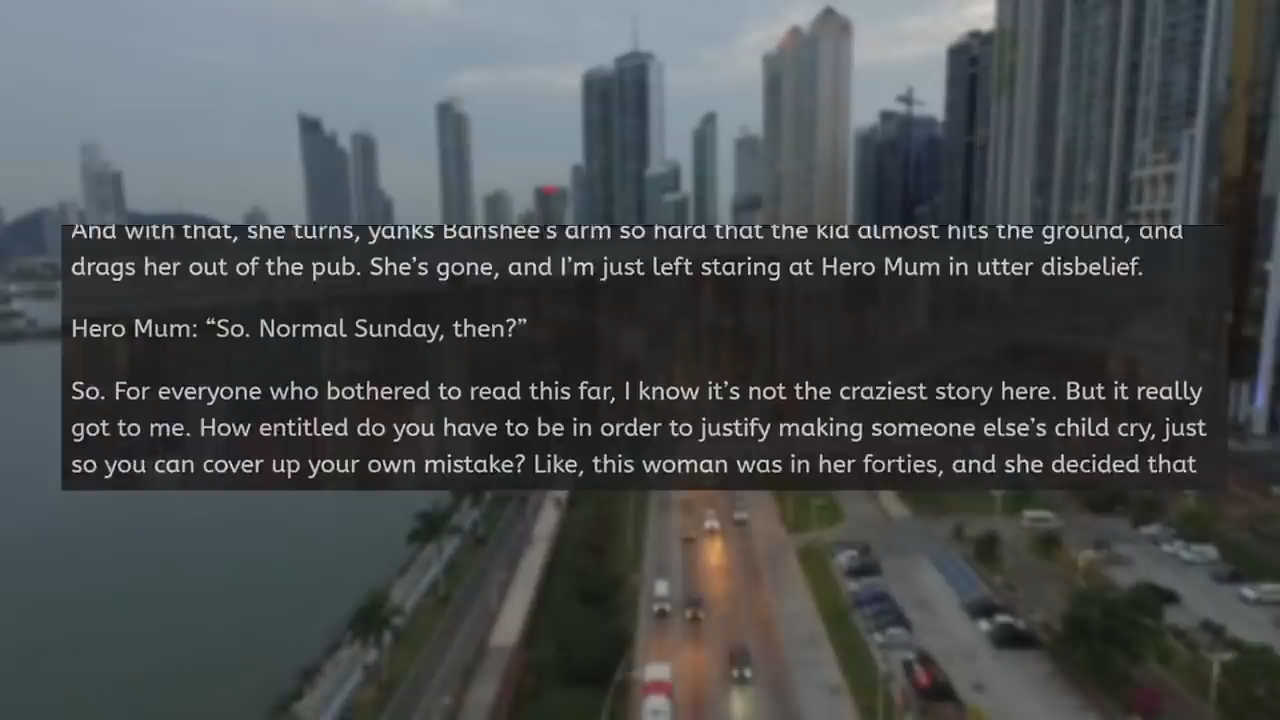 And with that, she turns, yanks Banshee's arm so hard that the kid almost hits the ground, and
drags her out of the pub. She's gone, and I'm just left staring at Hero Mum in utter disbelief.
Hero Mum: “So. Normal Sunday, then?”
So. For everyone who bothered to read this far, I know it's not the craziest story here. But it really
got to me. How entitled do you have to be in order to justify making someone else's child cry, just
so you can cover up your own mistake? Like, this woman was in her forties, and she decided that